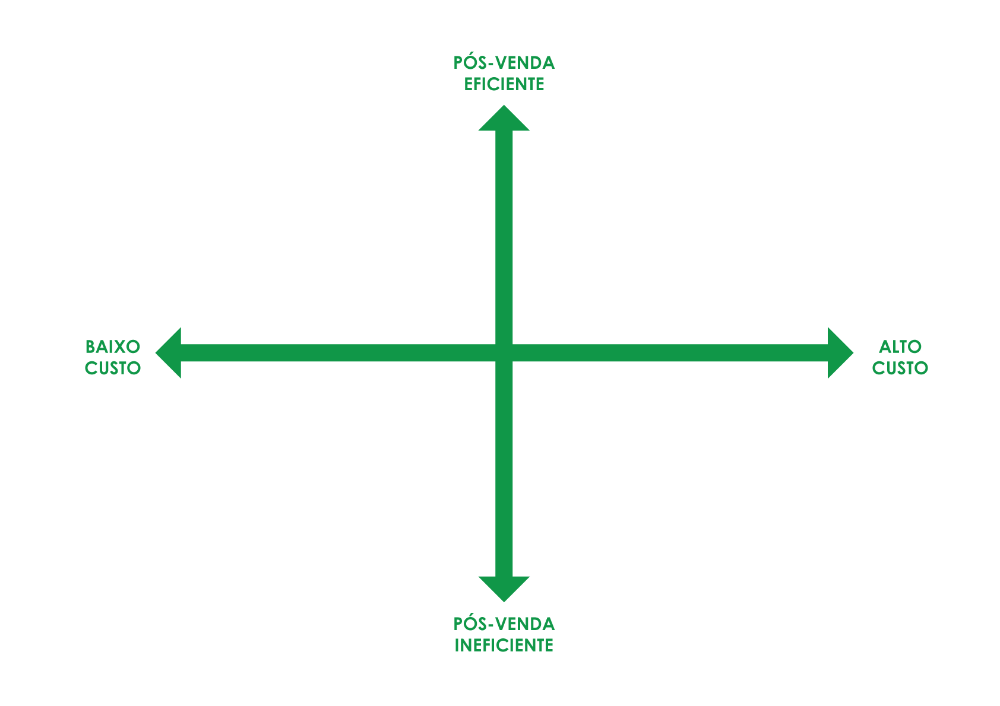 PÓS-VENDA
EFICIENTE
BAIXO
CUSTO
ALTO
CUSTO
PÓS-VENDA
INEFICIENTE